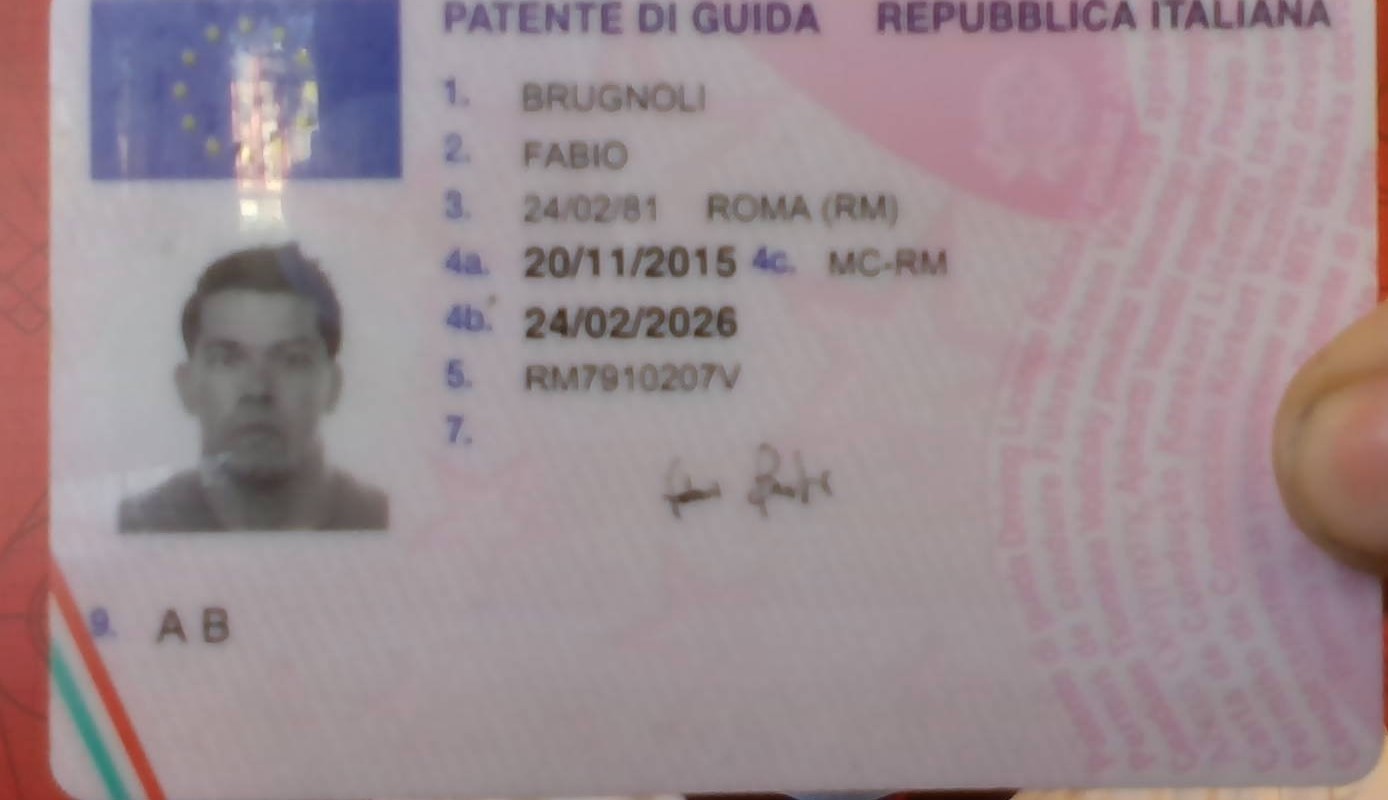 PATENTE DI GUIDA REPUBBLICA ITALIANA
1. BRUGNOLI
2. FABIO
3. 24/02/81 ROMA (RM)
4a. 20/11/2015 4c. MC-RM
4b. 24/02/2026
5. RM7910207V
7.
9. A B